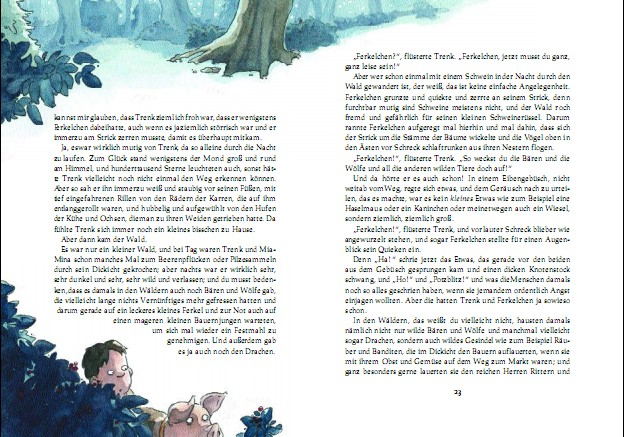 kannst mir glauben, dass Trenk ziemlich froh war, dass er wenigstens
Ferkelchen dabeihatte, auch wenn es ja ziemlich störrisch war und er
immerzu am Strick zerren musste, damit es überhaupt mitkam.
Ja, es war wirklich mutig von Trenk, da so alleine durch die Nacht
zu laufen. Zum Glück stand wenigstens der Mond groß und rund
am Himmel, und hunderttausend Sterne leuchteten auch, sonst hät-
te Trenk vielleicht noch nicht einmal den Weg erkennen können.
Aber so sah er ihn immerzu weiß und staubig vor seinen Füßen, mit
tief eingefahrenen Rillen von den Rädern der Karren, die auf ihm
entlanggerollt waren, und hubbelig und aufgewühlt von den Hufen
der Kühe und Ochsen, die man zu ihren Weiden getrieben hatte. Da
fühlte Trenk sich immer noch ein kleines bisschen zu Hause.
Aber dann kam der Wald.
Es war nur ein kleiner Wald, und bei Tag waren Trenk und Mia-
Mina schon manches Mal zum Beerenpflücken oder Pilzesammeln
durch sein Dickicht gekrochen; aber nachts war er wirklich sehr,
sehr dunkel und sehr, sehr wild und verlassen; und du musst beden-
ken, dass es damals in den Wäldern auch noch Bären und Wölfe gab,
die vielleicht lange nichts Vernünftiges mehr gefressen hatten und
darum gerade auf ein leckeres kleines Ferkel und zur Not auch auf
einen mageren kleinen Bauernjungen warteten,
um sich mal wieder ein Festmahl zu
genehmigen. Und außerdem gab
es ja auch noch den Drachen.
„Ferkelchen?“, flüsterte Trenk. „Ferkelchen, jetzt musst du ganz,
ganz leise sein!“
Aber wer schon einmal mit einem Schwein in der Nacht durch den
Wald gewandert ist, der weiß, das ist keine einfache Angelegenheit.
Ferkelchen grunzte und quiekte und zerrte an seinem Strick, denn
furchtbar mutig sind Schweine meistens nicht, und der Wald roch
fremd und gefährlich für seinen kleinen Schweinerüssel. Darum
rannte Ferkelchen aufgeregt mal hierhin und mal dahin, dass sich
der Strick um die Stämme der Bäume wickelte und die Vögel oben in
den Ästen vor Schreck schlaftrunken aus ihren Nestern flogen.
„Ferkelchen!“, flüsterte Trenk. „So weckst du die Bären und die
Wölfe und all die anderen wilden Tiere doch auf!“
Und da hörte er es auch schon! In einem Eibengebüsch, nicht
weitab vom Weg, regte sich etwas, und dem Geräusch nach zu urtei-
len, das es machte, war es kein kleines Etwas wie zum Beispiel eine
Haselmaus oder ein Kaninchen oder meinetwegen auch ein Wiesel,
sondern ziemlich, ziemlich groß.
„Ferkelchen!“, flüsterte Trenk, und vor lauter Schreck blieb er wie
angewurzelt stehen, und sogar Ferkelchen stellte für einen Augen-
blick sein Quieken ein.
Denn „Ha!“ schrie jetzt das Etwas, das gerade vor den beiden
aus dem Gebüsch gesprungen kam und einen dicken Knotenstock
schwang, und „Ho!“ und „Potzblitz!“ und was die Menschen damals
noch so alles geschrien haben, wenn sie jemandem ordentlich Angst
einjagen wollten. Aber die hatten Trenk und Ferkelchen ja sowieso
schon.
In den Wäldern, das weißt du vielleicht nicht, hausten damals
nämlich nicht nur wilde Bären und Wölfe und manchmal vielleicht
sogar Drachen, sondern auch wildes Gesindel wie zum Beispiel Räu-
ber und Banditen, die im Dickicht den Bauern auflauerten, wenn sie
mit ihrem Obst und Gemüse auf dem Weg zum Markt waren; und
ganz besonders gerne lauerten sie den reichen Herren Rittern und
23